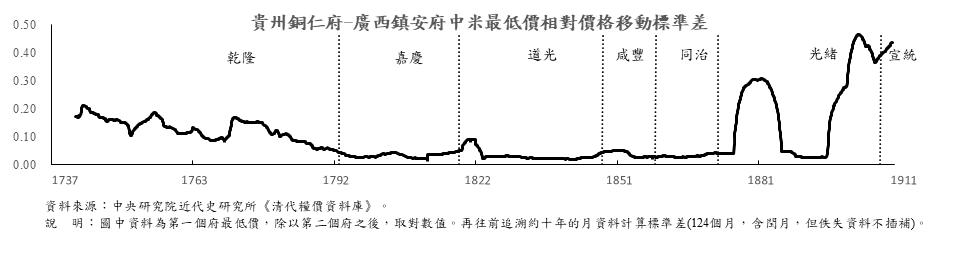 貴州銅仁府-廣西鎮安府中米最低價相對價格移動標準差
0.50
0.40
0.30
0.20
0.10
0.00
乾隆
嘉慶
道光
咸豐
同治
光緒
宣統
1737
1763
1792
1822
1851
1881
1911
資料來源：中央研究院近代史研究所《清代糧價資料庫》。
說　明：圖中資料為第一個府最低價，除以第二個府之後，取對數值。再往前追溯約十年的月資料計算標準差(124個月，含閏月，但佚失資料不插補)。